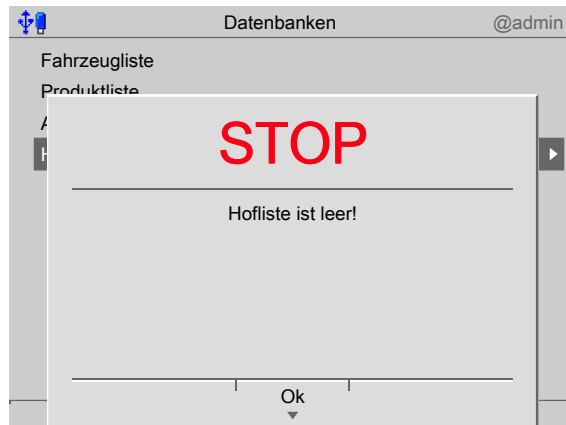 Datenbanken @admin
Fahrzeugliste
Produktliste
STOP
Hofliste ist leer!
Ok